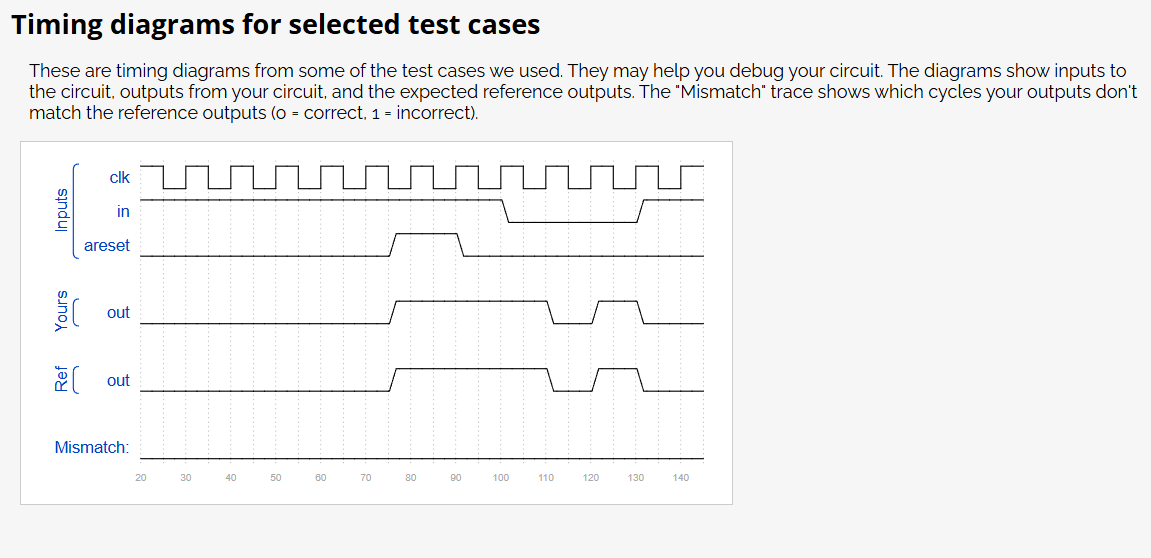 Timing diagrams for selected test cases
These are timing diagrams from some of the test cases we used. They may help you debug your circuit. The diagrams show inputs to
the circuit, outputs from your circuit, and the expected reference outputs. The "Mismatch" trace shows which cycles your outputs don't
match the reference outputs (0 = correct, 1 = incorrect).
Inputs
clk
in
areset
Yours
out
Ref
out
Mismatch:
20 30 40 50 60 70 80 90 100 110 120 130 140